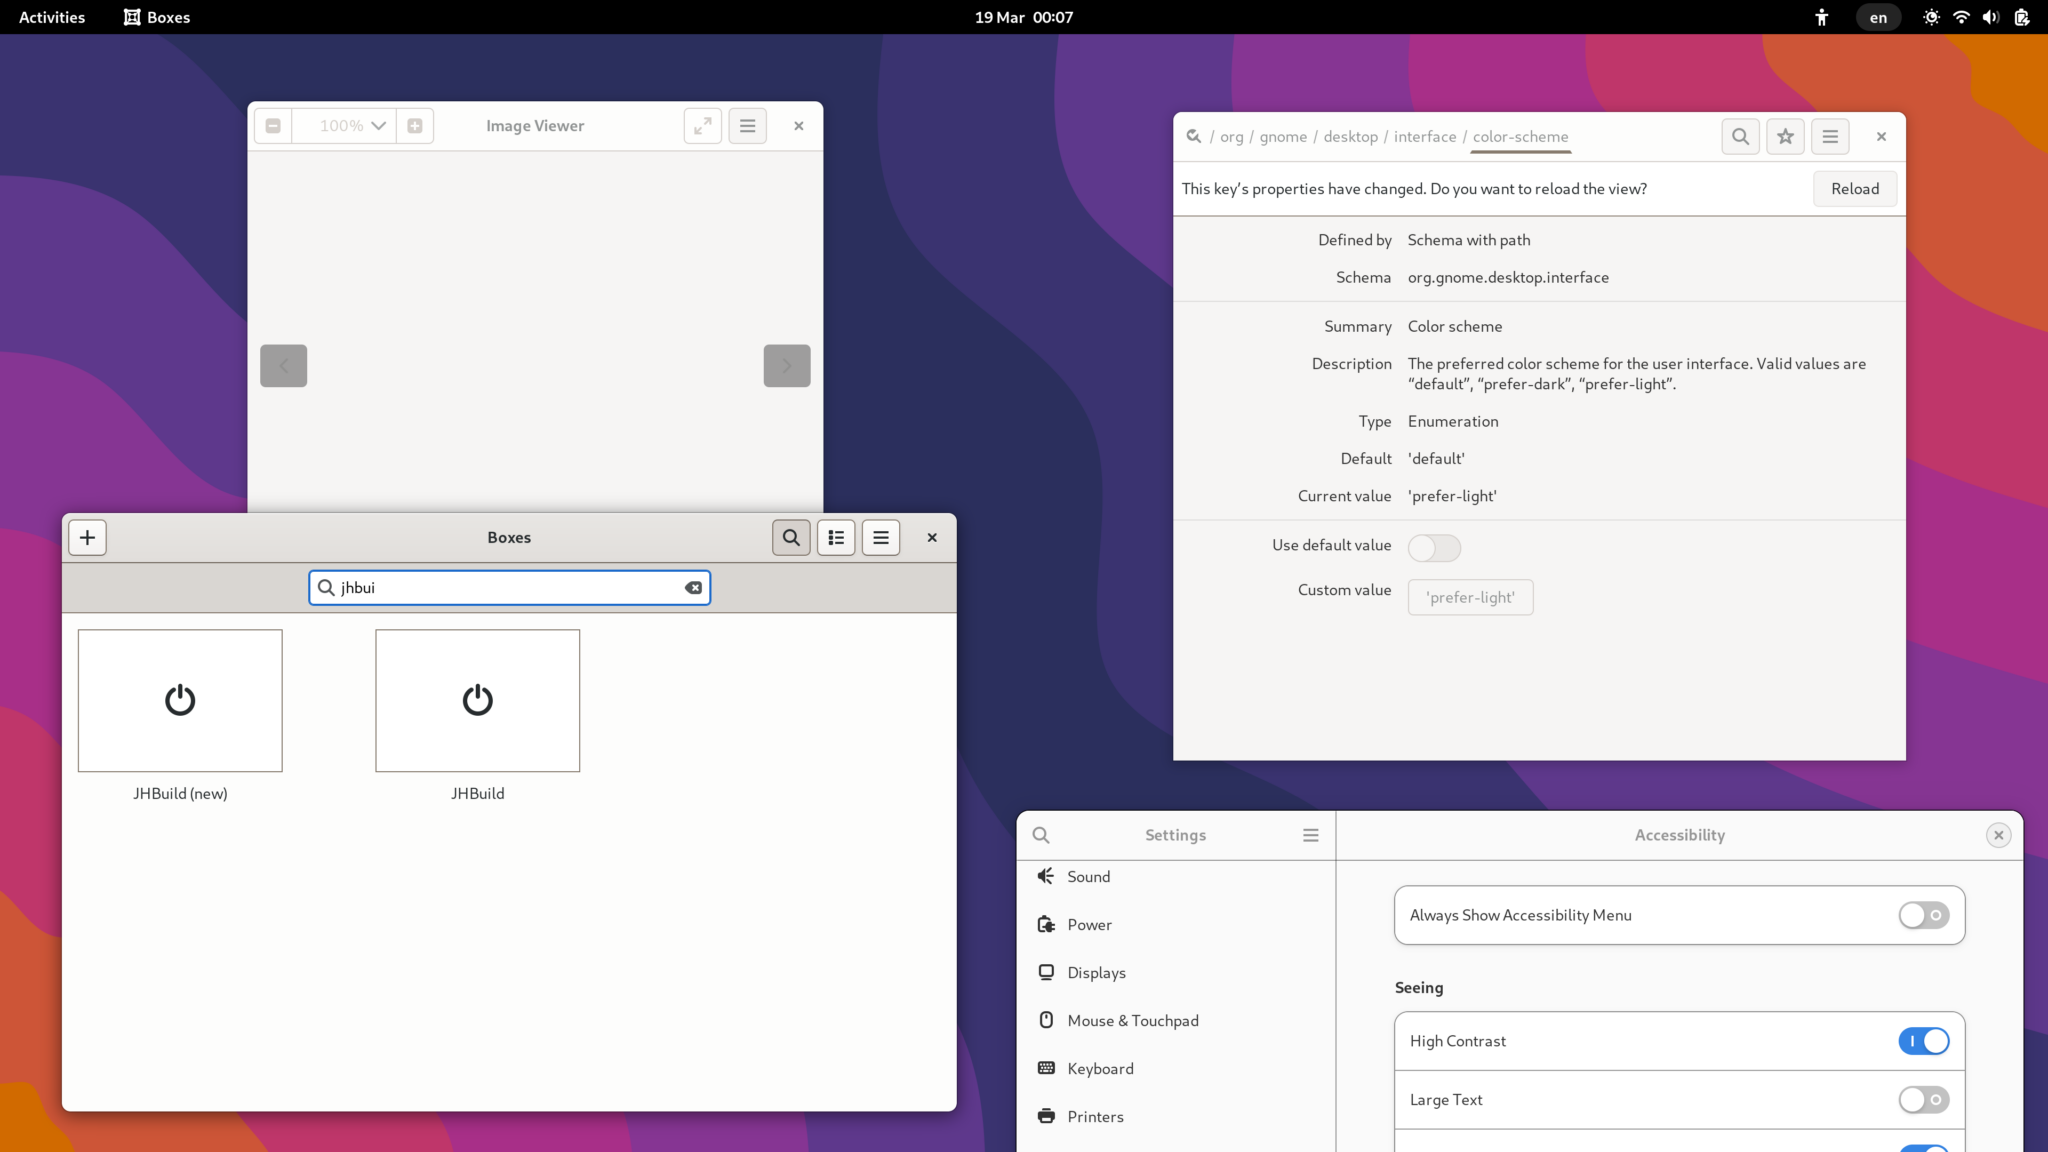 Activities
Boxes
19 Mar 00:07
en
100%
Image Viewer
/ org / gnome / desktop / interface / color-scheme
This key's properties have changed. Do you want to reload the view?
Reload
Defined by Schema with path
Schema org.gnome.desktop.interface
Summary Color scheme
Description The preferred color scheme for the user interface. Valid values are
“default”, “prefer-dark”, “prefer-light”.
Type Enumeration
Default 'default'
Current value 'prefer-light'
Use default value
Custom value 'prefer-light'
Boxes
jhbui
JHBuild (new)
JHBuild
Settings
Sound
Power
Displays
Mouse & Touchpad
Keyboard
Printers
Accessibility
Always Show Accessibility Menu
Seeing
High Contrast
Large Text